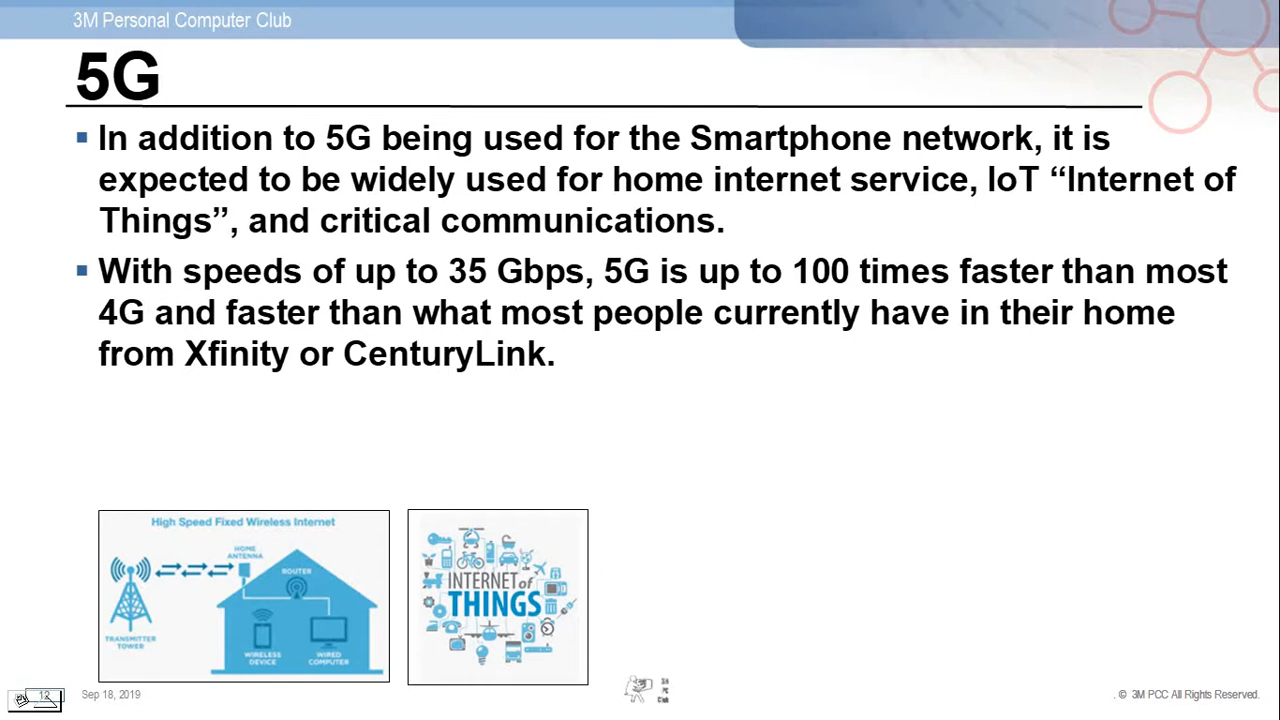 3M Personal Computer Club
5G
In addition to 5G being used for the Smartphone network, it is
expected to be widely used for home internet service, IoT “Internet of
Things”, and critical communications.
With speeds of up to 35 Gbps, 5G is up to 100 times faster than most
4G and faster than what most people currently have in their home
from Xfinity or CenturyLink.
High Speed Fixed Wireless Internet
HOME
ANTENNA
ROUTER
TRANSMITTER
TOWER
WIRELESS
DEVICE
WIRED
COMPUTER
INTERNET of
THINGS
12
Sep 18, 2019
. © 3M PCC All Rights Reserved.